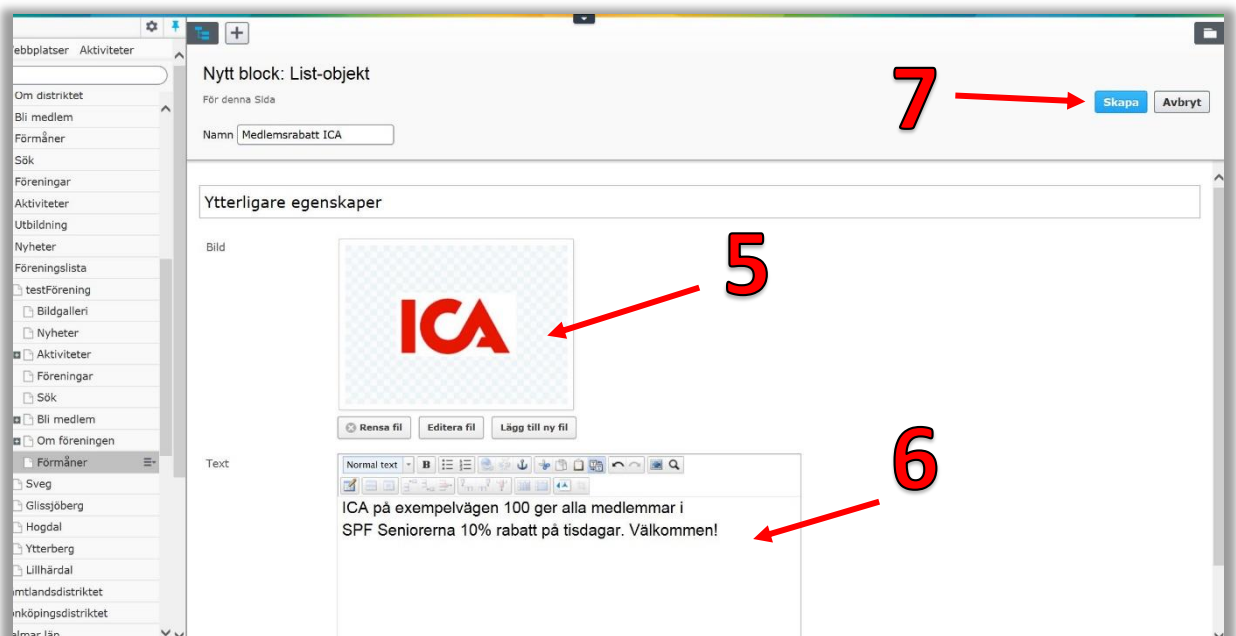 Aktiviteter
Om distriktet
Bli medlem
Förmåner
Sök
Föreningar
Aktiviteter
Utbildning
Nyheter
Föreningslista
testFörening
Bildgalleri
Nyheter
Aktiviteter
Föreningar
Sök
Bli medlem
Om föreningen
Förmåner
Sveg
Glissjöberg
Hogdal
Ytterberg
Lillhärdal
Nytt block: List-objekt
För denna Sida
Namn Medlemsrabatt ICA
7
Skapa Avbryt
Ytterligare egenskaper
Bild
ICA
5
Rensa fil Editera fil Lägg till ny fil
Text
Normal text B
6
ICA på exempelvägen 100 ger alla medlemmar i
SPF Seniorerna 10% rabatt på tisdagar. Välkommen!